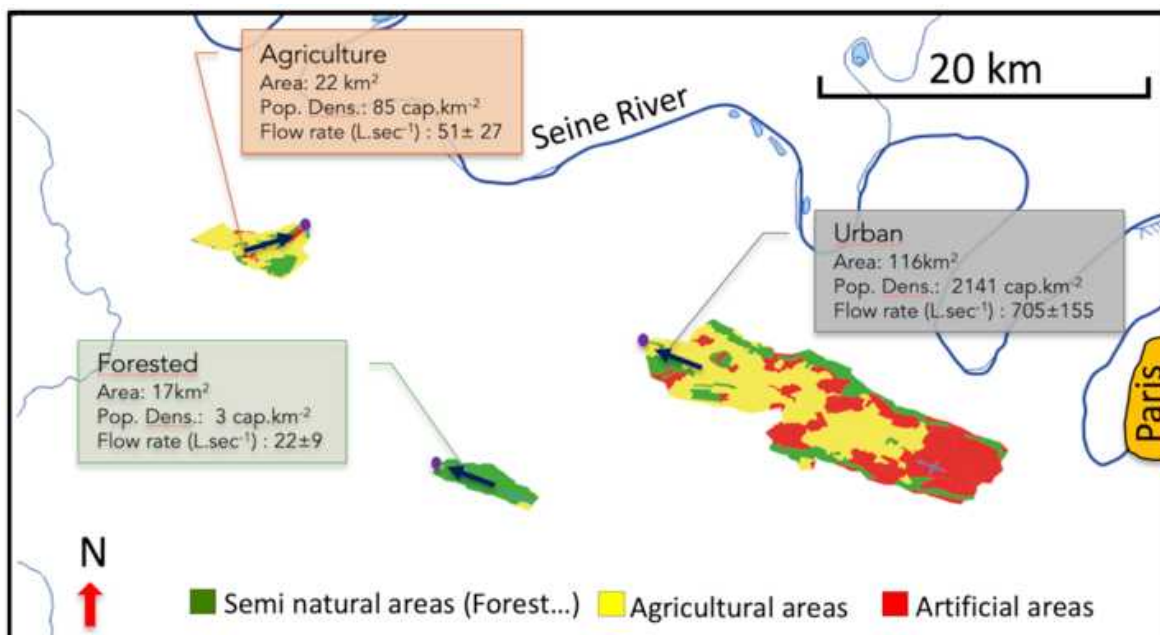 Agriculture
Area: 22 km²
Pop. Dens.: 85 cap.km⁻²
Flow rate (L.sec⁻¹) : 51± 27
20 km
Seine River
Urban
Area: 116km²
Pop. Dens.: 2141 cap.km⁻²
Flow rate (L.sec⁻¹) : 705±155
Forested
Area: 17km²
Pop. Dens.: 3 cap.km⁻²
Flow rate (L.sec⁻¹) : 22±9
Paris
N
Semi natural areas (Forest...)
Agricultural areas
Artificial areas